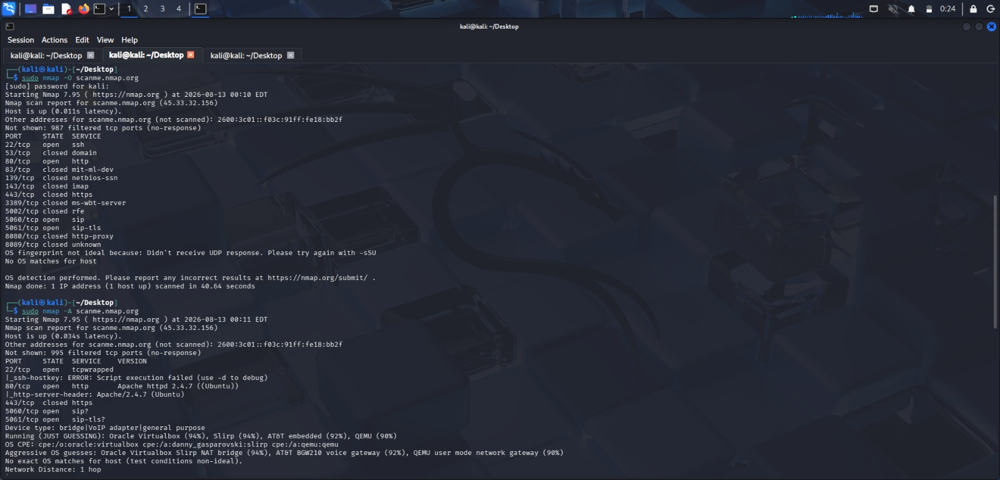 1 2 3 4 0:24
kali@kali: ~/Desktop
Session Actions Edit View Help
kali@kali: ~/Desktop kali@kali: ~/Desktop kali@kali: ~/Desktop
┌──(kali㉿kali)-[~/Desktop]
└─$ sudo nmap -O scanme.nmap.org
[sudo] password for kali:
Starting Nmap 7.95 ( https://nmap.org ) at 2026-08-13 00:10 EDT
Nmap scan report for scanme.nmap.org (45.33.32.156)
Host is up (0.011s latency).
Other addresses for scanme.nmap.org (not scanned): 2600:3c01::f03c:91ff:fe18:bb2f
Not shown: 987 filtered tcp ports (no-response)
PORT     STATE  SERVICE
22/tcp   open   ssh
53/tcp   closed domain
80/tcp   open   http
83/tcp   closed mit-ml-dev
139/tcp  closed netbios-ssn
143/tcp  closed imap
443/tcp  closed https
3389/tcp closed ms-wbt-server
5002/tcp closed rfe
5060/tcp open   sip
5061/tcp open   sip-tls
8080/tcp closed http-proxy
8089/tcp closed unknown
OS fingerprint not ideal because: Didn't receive UDP response. Please try again with -sSU
No OS matches for host
OS detection performed. Please report any incorrect results at https://nmap.org/submit/ .
Nmap done: 1 IP address (1 host up) scanned in 40.64 seconds
┌──(kali㉿kali)-[~/Desktop]
└─$ sudo nmap -A scanme.nmap.org
Starting Nmap 7.95 ( https://nmap.org ) at 2026-08-13 00:11 EDT
Nmap scan report for scanme.nmap.org (45.33.32.156)
Host is up (0.034s latency).
Other addresses for scanme.nmap.org (not scanned): 2600:3c01::f03c:91ff:fe18:bb2f
Not shown: 995 filtered tcp ports (no-response)
PORT     STATE  SERVICE    VERSION
22/tcp   open   tcpwrapped
|_ssh-hostkey: ERROR: Script execution failed (use -d to debug)
80/tcp   open   http       Apache httpd 2.4.7 ((Ubuntu))
|_http-server-header: Apache/2.4.7 (Ubuntu)
443/tcp  closed https
5060/tcp open   sip?
5061/tcp open   sip-tls?
Device type: bridge|VoIP adapter|general purpose
Running (JUST GUESSING): Oracle Virtualbox (94%), Slirp (94%), AT&T embedded (92%), QEMU (90%)
OS CPE: cpe:/o:oracle:virtualbox cpe:/a:danny_gasparovski:slirp cpe:/a:qemu:qemu
Aggressive OS guesses: Oracle Virtualbox Slirp NAT bridge (94%), AT&T BGW210 voice gateway (92%), QEMU user mode network gateway (90%)
No exact OS matches for host (test conditions non-ideal).
Network Distance: 1 hop